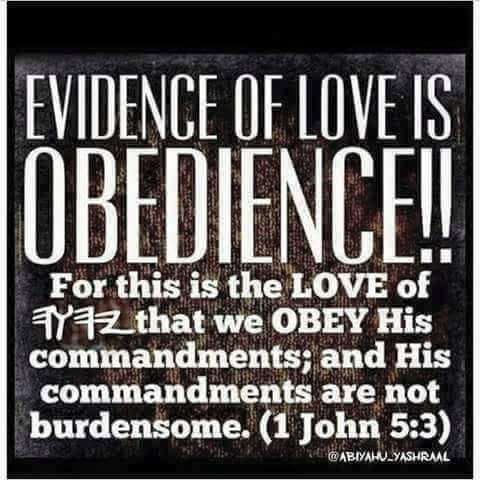 EVIDENCE OF LOVE IS
OBEDIENCE!!
For this is the LOVE of
𐤉𐤄𐤅𐤄 that we OBEY His
commandments; and His
commandments are not
burdensome. (1 John 5:3)
@ABIYAHU_YASHRAAL